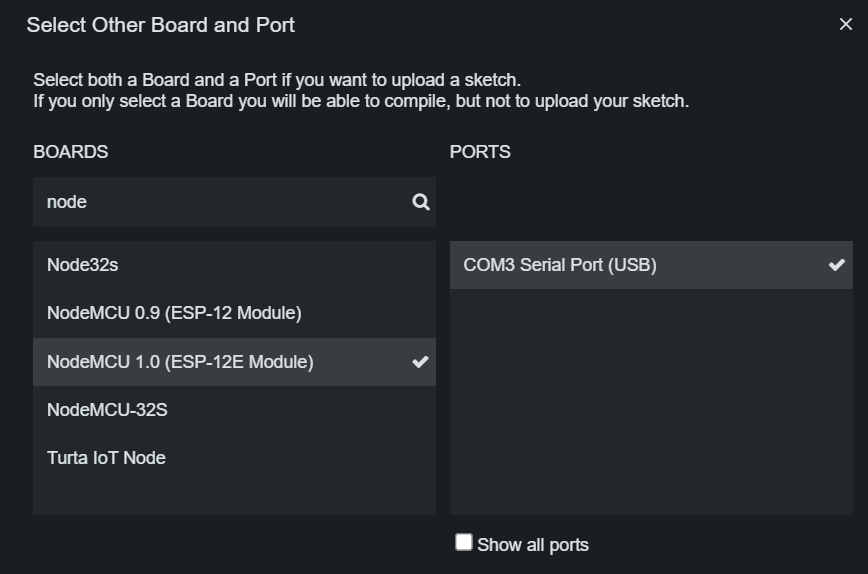 Select Other Board and Port
Select both a Board and a Port if you want to upload a sketch.
If you only select a Board you will be able to compile, but not to upload your sketch.
BOARDS
node
Node32s
NodeMCU 0.9 (ESP-12 Module)
NodeMCU 1.0 (ESP-12E Module)
NodeMCU-32S
Turta IoT Node
PORTS
COM3 Serial Port (USB)
Show all ports